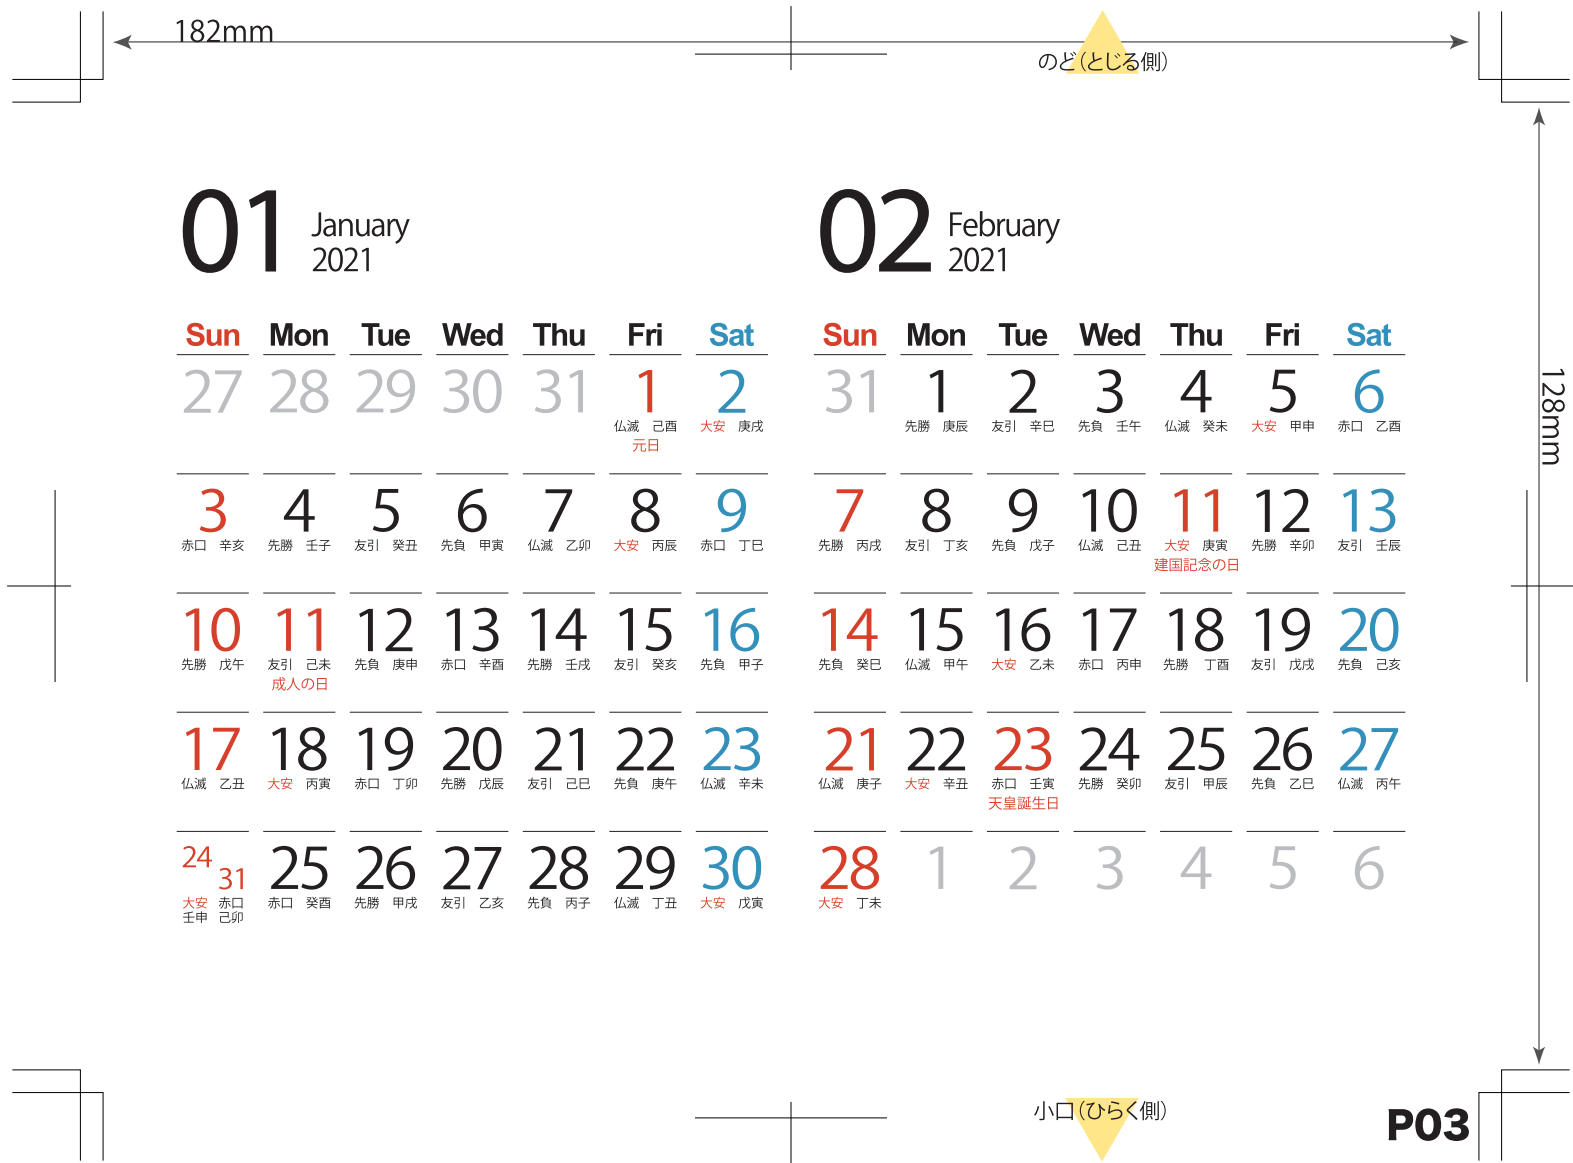 182mm
のど（とじる側）
128mm
01 January
2021
Sun Mon Tue Wed Thu Fri Sat
27 28 29 30 31 1 2
仏滅 己酉 大安 庚戌
元日
3 4 5 6 7 8 9
赤口 辛亥 先勝 壬子 友引 癸丑 先負 甲寅 仏滅 乙卯 大安 丙辰 赤口 丁巳
10 11 12 13 14 15 16
先勝 戊午 友引 己未 先負 庚申 赤口 辛酉 先勝 壬戌 友引 癸亥 先負 甲子
成人の日
17 18 19 20 21 22 23
仏滅 乙丑 大安 丙寅 赤口 丁卯 先勝 戊辰 友引 己巳 先負 庚午 仏滅 辛未
24 31 25 26 27 28 29 30
大安 赤口 赤口 癸酉 先勝 甲戌 友引 乙亥 先負 丙子 仏滅 丁丑 大安 戊寅
壬申 己卯
02 February
2021
Sun Mon Tue Wed Thu Fri Sat
31 1 2 3 4 5 6
先勝 庚辰 友引 辛巳 先負 壬午 仏滅 癸未 大安 甲申 赤口 乙酉
7 8 9 10 11 12 13
先勝 丙戌 友引 丁亥 先負 戊子 仏滅 己丑 大安 庚寅 先勝 辛卯 友引 壬辰
建国記念の日
14 15 16 17 18 19 20
先負 癸巳 仏滅 甲午 大安 乙未 赤口 丙申 先勝 丁酉 友引 戊戌 先負 己亥
21 22 23 24 25 26 27
仏滅 庚子 大安 辛丑 赤口 壬寅 先勝 癸卯 友引 甲辰 先負 乙巳 仏滅 丙午
天皇誕生日
28 1 2 3 4 5 6
大安 丁未
小口（ひらく側）
P03